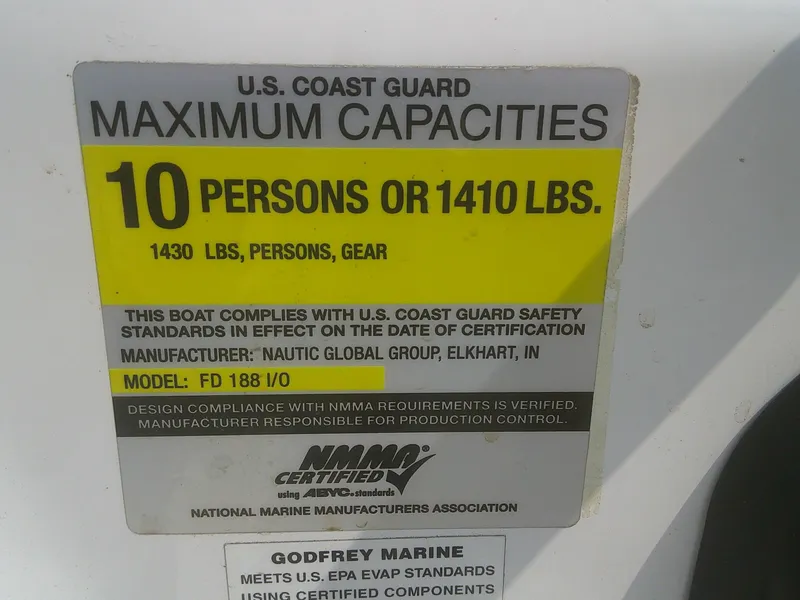 U.S. COAST GUARD
MAXIMUM CAPACITIES
10 PERSONS OR 1410 LBS.
1430 LBS, PERSONS, GEAR
THIS BOAT COMPLIES WITH U.S. COAST GUARD SAFETY
STANDARDS IN EFFECT ON THE DATE OF CERTIFICATION
MANUFACTURER: NAUTIC GLOBAL GROUP, ELKHART, IN
MODEL: FD 188 I/O
DESIGN COMPLIANCE WITH NMMA REQUIREMENTS IS VERIFIED.
MANUFACTURER RESPONSIBLE FOR PRODUCTION CONTROL.
NMMA®
CERTIFIED
using ABYC. standards
NATIONAL MARINE MANUFACTURERS ASSOCIATION
GODFREY MARINE
MEETS U.S. EPA EVAP STANDARDS
USING CERTIFIED COMPONENTS